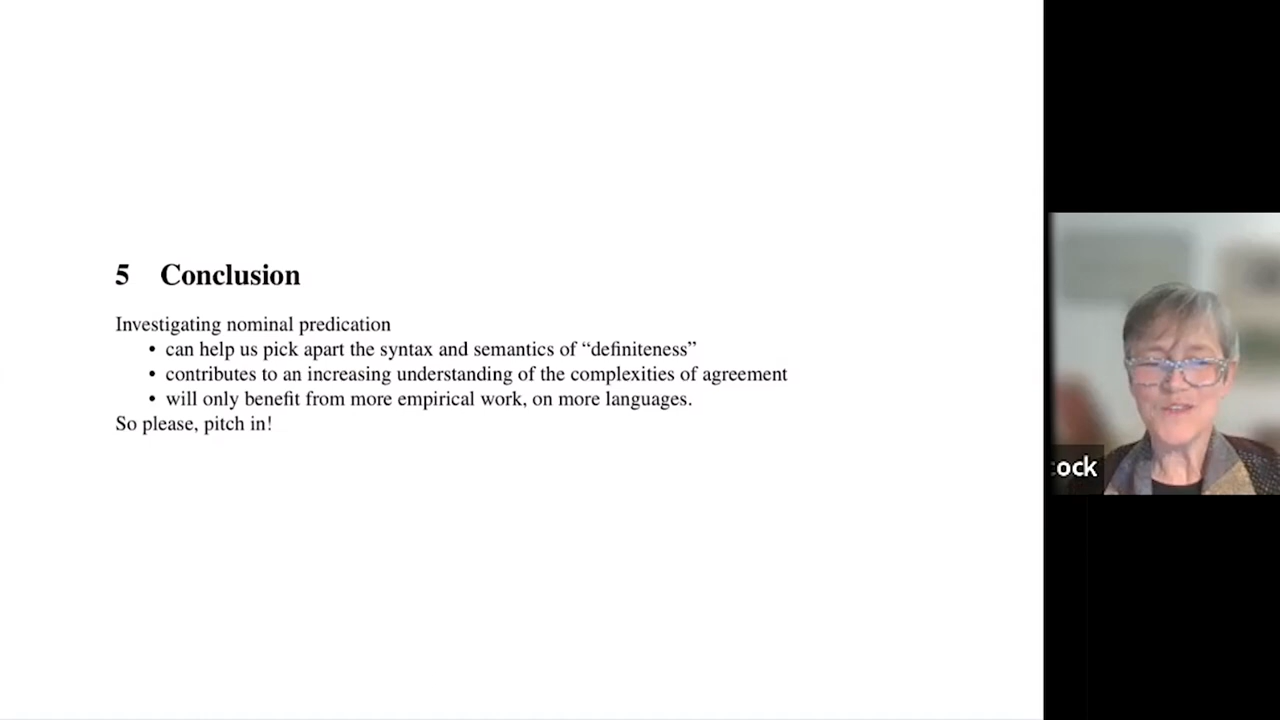 5 Conclusion
Investigating nominal predication
• can help us pick apart the syntax and semantics of “definiteness”
• contributes to an increasing understanding of the complexities of agreement
• will only benefit from more empirical work, on more languages.
So please, pitch in!
cock